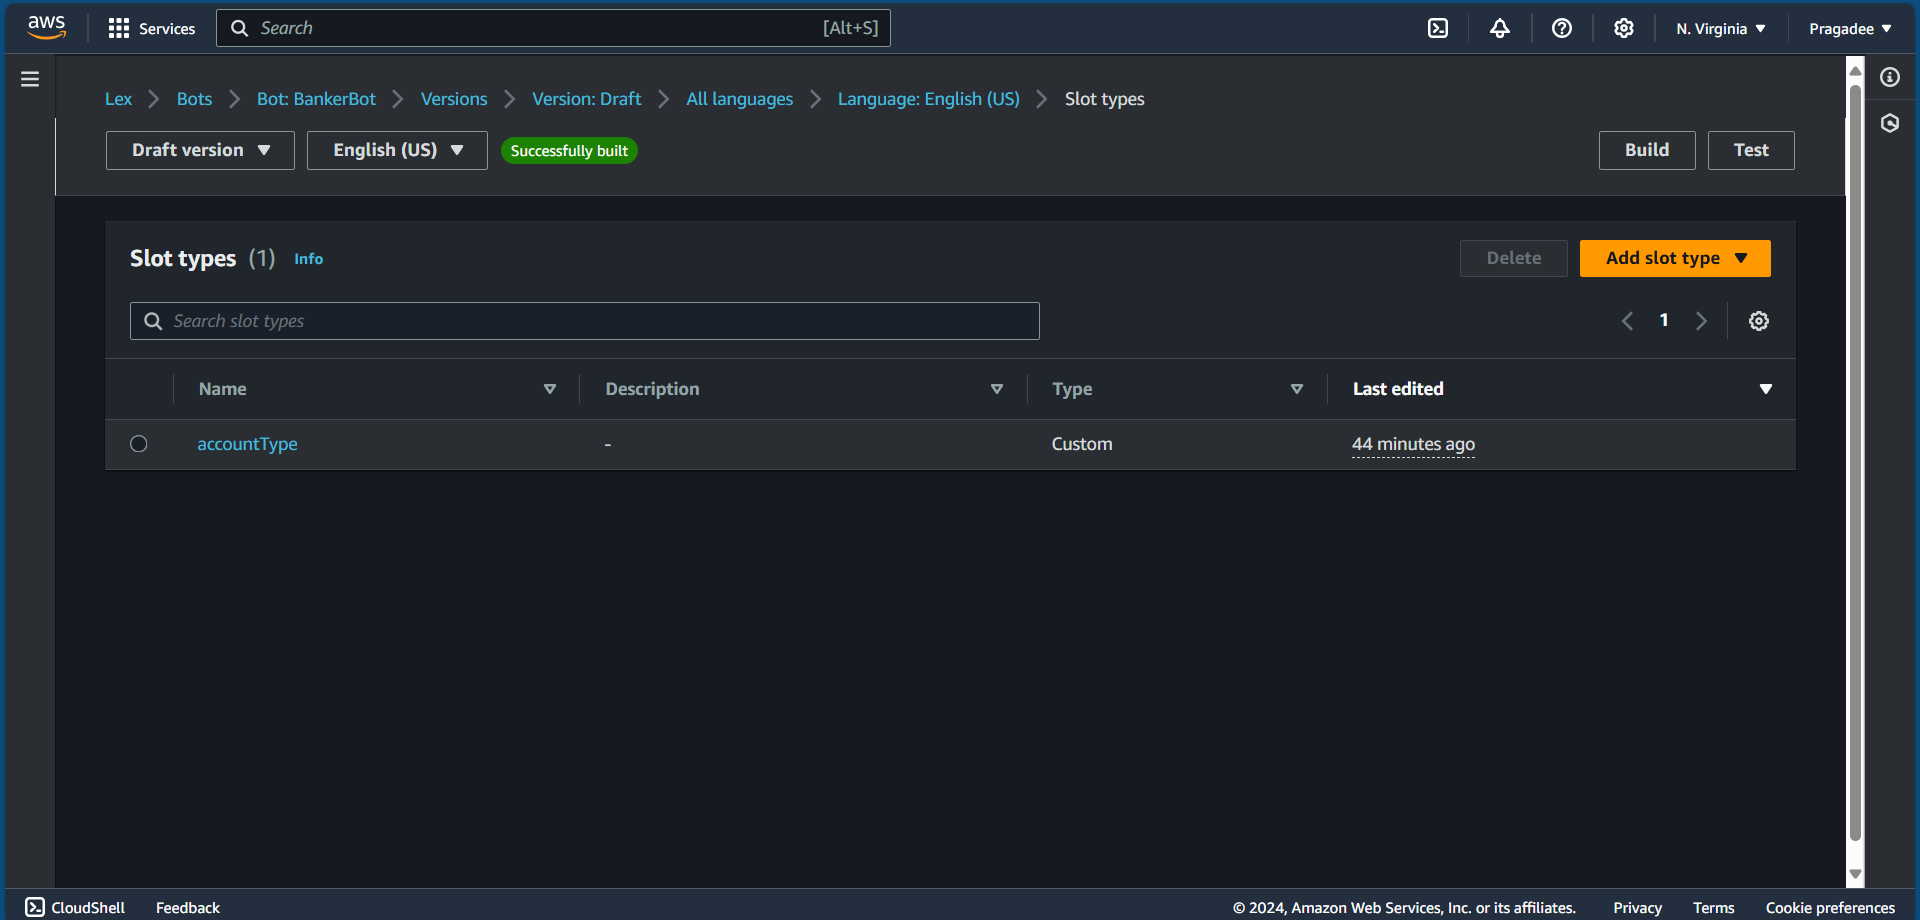 aws Services Search [Alt+S] N. Virginia Pragadee
Lex Bots Bot: BankerBot Versions Version: Draft All languages Language: English (US) Slot types
Draft version English (US) Successfully built Build Test
Slot types (1) Info Delete Add slot type
Search slot types 1
Name Description Type Last edited
accountType - Custom 44 minutes ago
CloudShell Feedback © 2024, Amazon Web Services, Inc. or its affiliates. Privacy Terms Cookie preferences